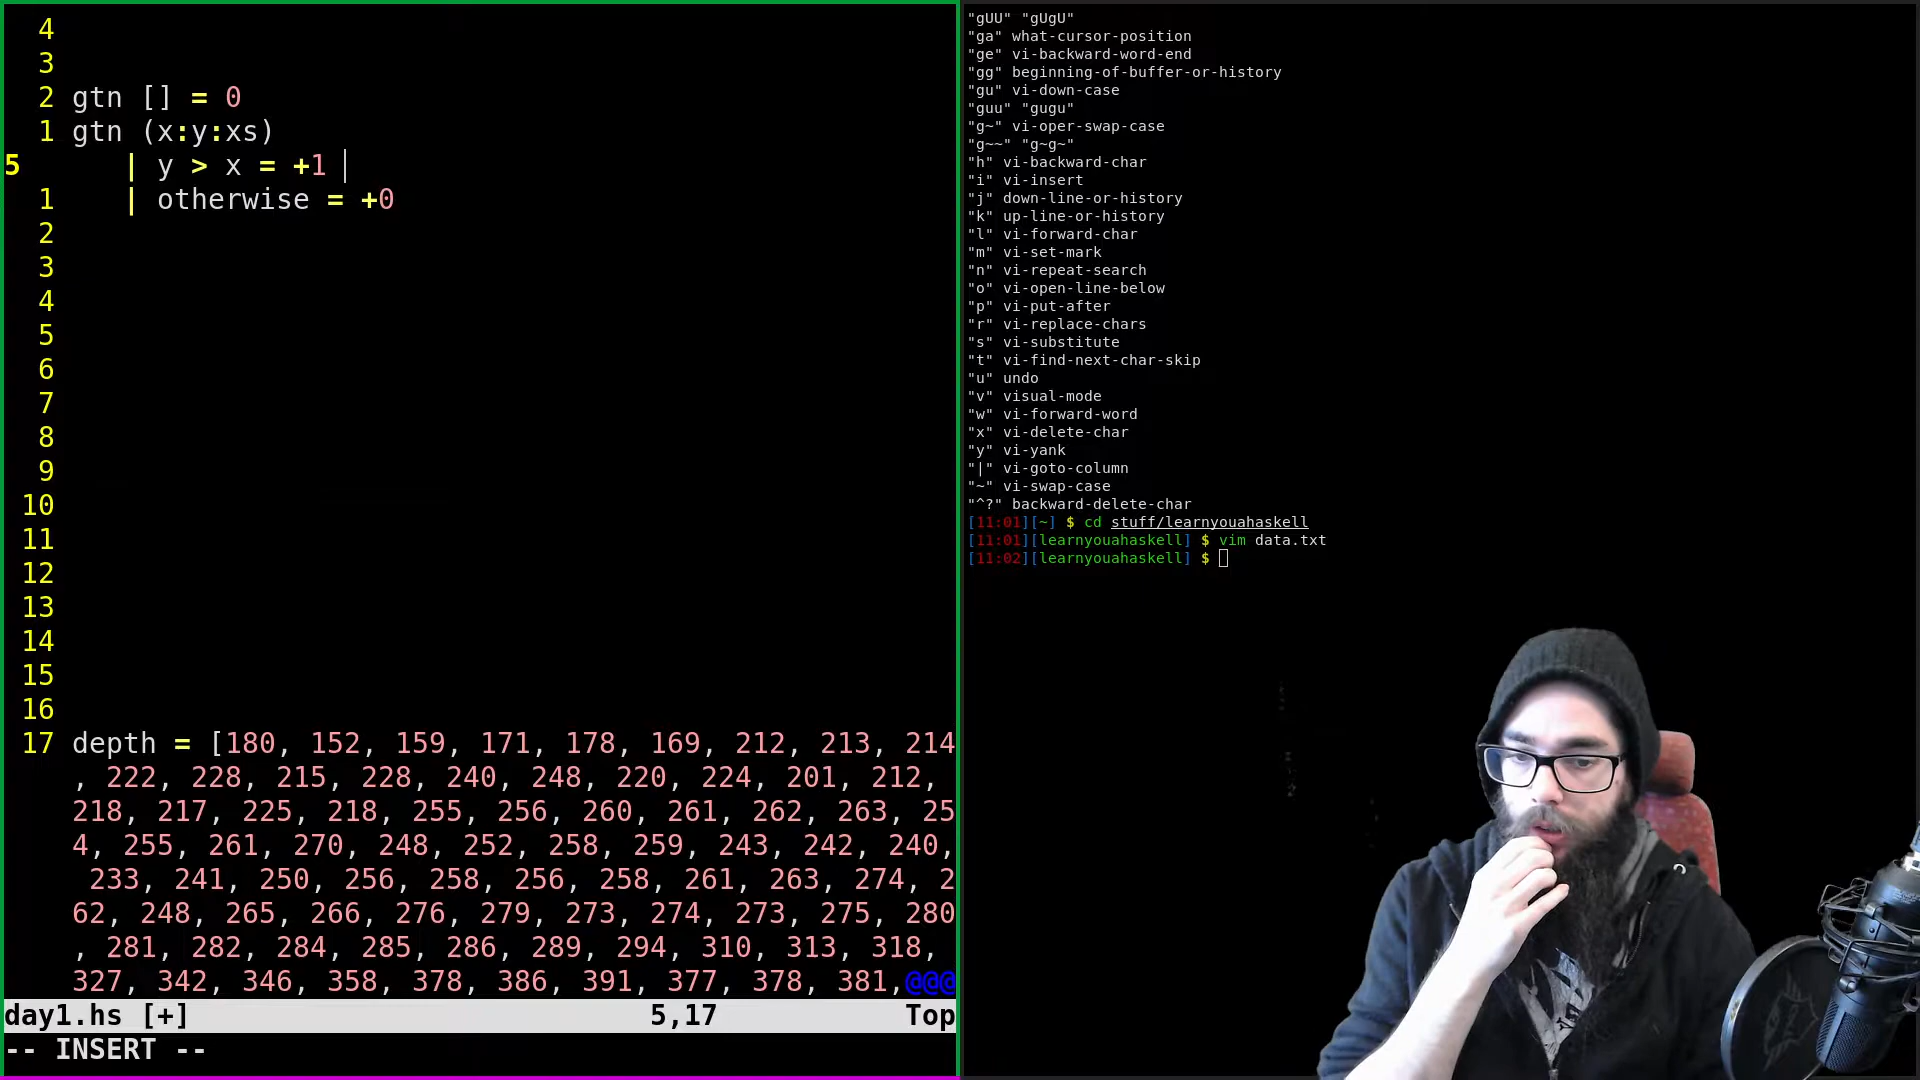 4
3
2 gtn [] = 0
1 gtn (x:y:xs)
5 | y > x = +1
1 | otherwise = +0
2
3
4
5
6
7
8
9
10
11
12
13
14
15
16
17 depth = [180, 152, 159, 171, 178, 169, 212, 213, 214
, 222, 228, 215, 228, 240, 248, 220, 224, 201, 212,
218, 217, 225, 218, 255, 256, 260, 261, 262, 263, 25
4, 255, 261, 270, 248, 252, 258, 259, 243, 242, 240,
233, 241, 250, 256, 258, 256, 258, 261, 263, 274, 2
62, 248, 265, 266, 276, 279, 273, 274, 273, 275, 280
, 281, 282, 284, 285, 286, 289, 294, 310, 313, 318,
327, 342, 346, 358, 378, 386, 391, 377, 378, 381,@@@
day1.hs [+] 5,17 Top
-- INSERT --
"gUU" "gUgU"
"ga" what-cursor-position
"ge" vi-backward-word-end
"gg" beginning-of-buffer-or-history
"gu" vi-down-case
"guu" "gugu"
"g~" vi-oper-swap-case
"g~~" "g~g~"
"h" vi-backward-char
"i" vi-insert
"j" down-line-or-history
"k" up-line-or-history
"l" vi-forward-char
"m" vi-set-mark
"n" vi-repeat-search
"o" vi-open-line-below
"p" vi-put-after
"r" vi-replace-chars
"s" vi-substitute
"t" vi-find-next-char-skip
"u" undo
"v" visual-mode
"w" vi-forward-word
"x" vi-delete-char
"y" vi-yank
"|" vi-goto-column
"~" vi-swap-case
"^?" backward-delete-char
[11:01][~] $ cd stuff/learnyouahaskell
[11:01][learnyouahaskell] $ vim data.txt
[11:02][learnyouahaskell] $